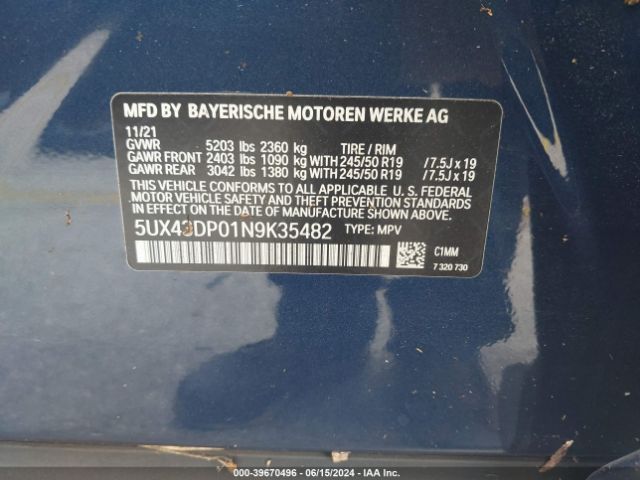 MFD BY BAYERISCHE MOTOREN WERKE AG
11/21
GVWR 5203 lbs 2360 kg TIRE / RIM
GAWR FRONT 2403 lbs 1090 kg WITH 245/50 R19 /7.5J x 19
GAWR REAR 3042 lbs 1380 kg WITH 245/50 R19 /7.5J x 19
THIS VEHICLE CONFORMS TO ALL APPLICABLE U. S. FEDERAL
MOTOR VEHICLE SAFETY AND THEFT PREVENTION STANDARDS
IN EFFECT ON THE DATE OF MANUFACTURE SHOWN ABOVE.
5UX43DP01N9K35482 TYPE: MPV
C1MM
7 320 730
OWNER: 39670496 - 06/15/2024 - IAA Inc.